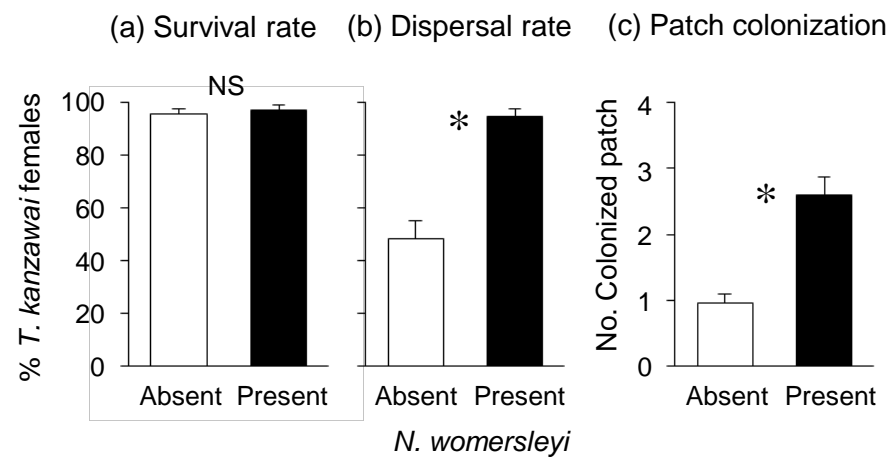 (a) Survival rate (b) Dispersal rate (c) Patch colonization
NS
% T. kanzawai females
100
80
60
40
20
0
Absent Present
*
Absent Present
No. Colonized patch
4
3
2
1
0
*
Absent Present
N. womersleyi